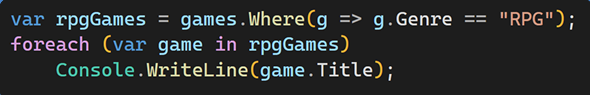 var rpgGames = games.Where(g => g.Genre == "RPG");
foreach (var game in rpgGames)
    Console.WriteLine(game.Title);